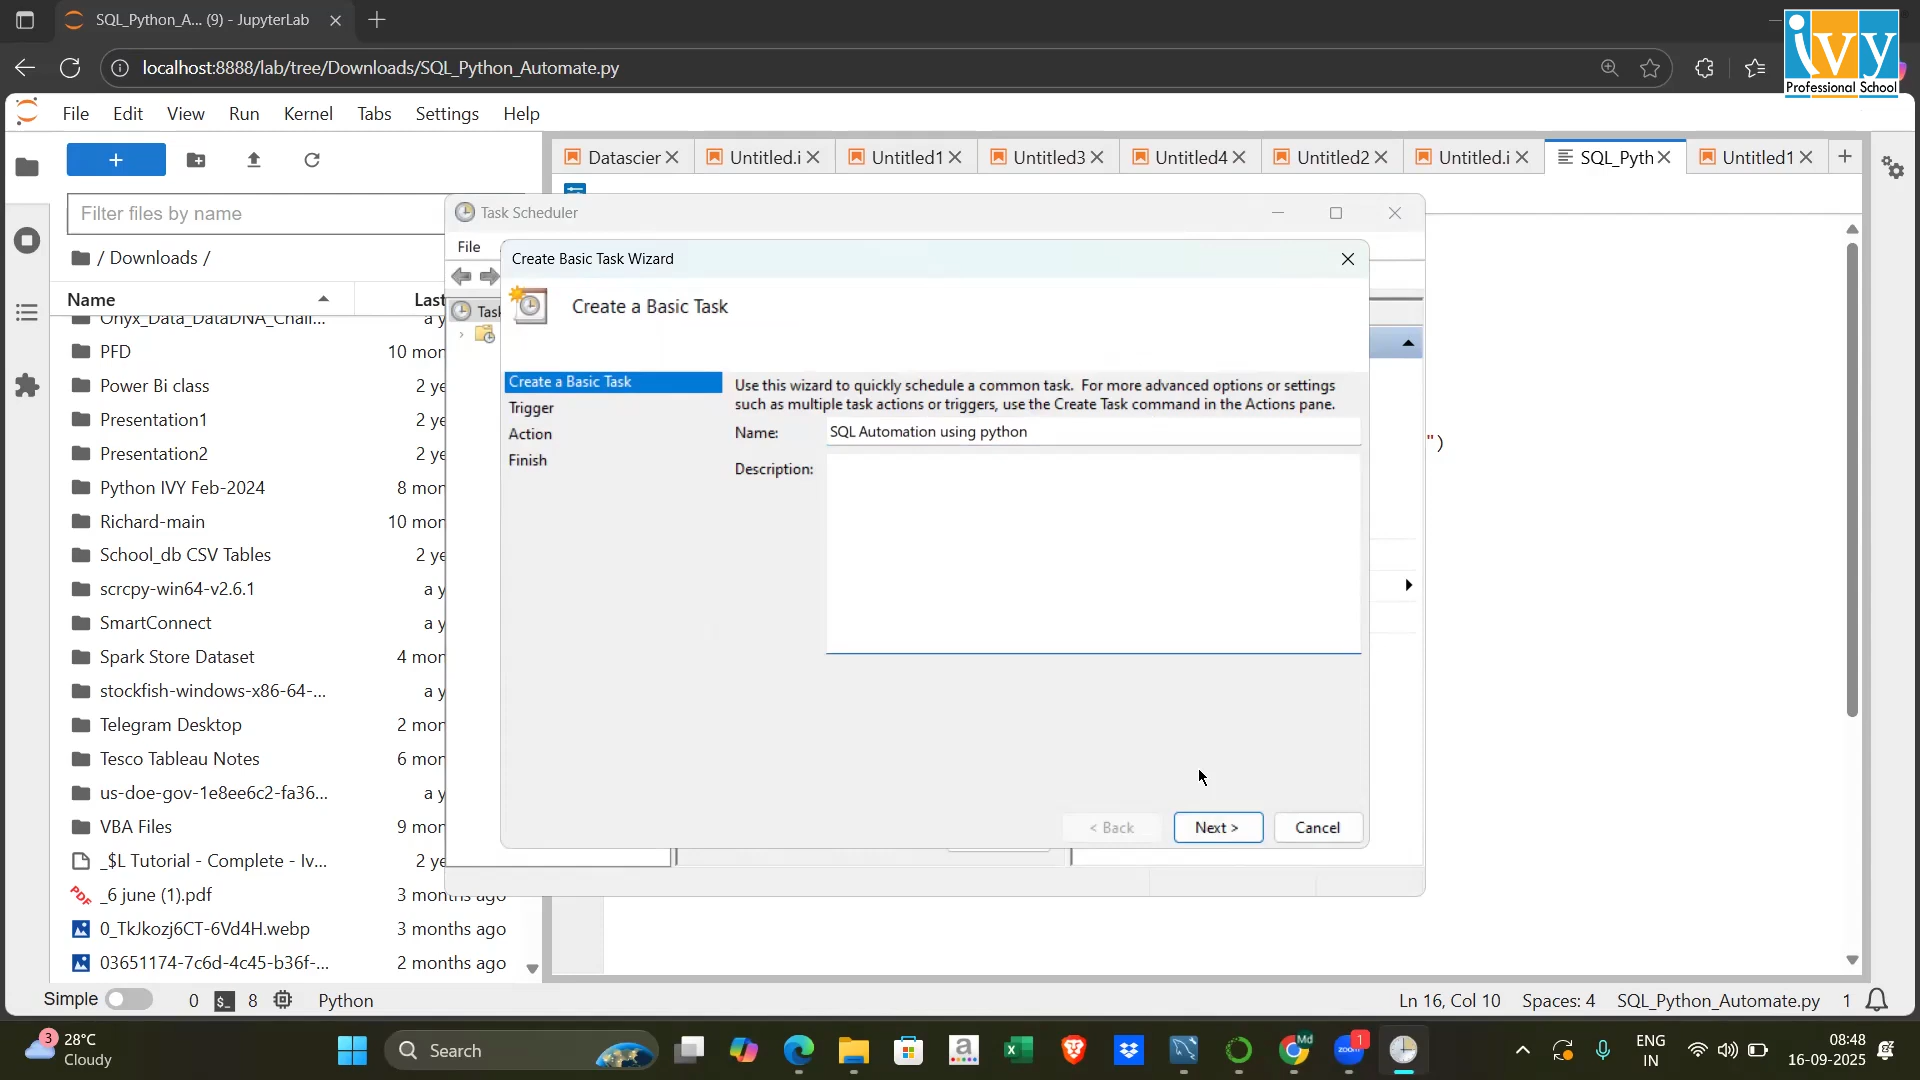 SQL_Python_A... (9) - JupyterLab
localhost:8888/lab/tree/Downloads/SQL_Python_Automate.py
ivy
Professional School
File Edit View Run Kernel Tabs Settings Help
Datascier Untitled.i Untitled1 Untitled3 Untitled4 Untitled2 Untitled.i SQL_Pyth Untitled1
Filter files by name
/ Downloads /
Name Last
Onyx_Data_DataDNA_Chall... a y
PFD 10 mon
Power Bi class 2 ye
Presentation1 2 ye
Presentation2 2 ye
Python IVY Feb-2024 8 mon
Richard-main 10 mon
School_db CSV Tables 2 ye
scrcpy-win64-v2.6.1 a y
SmartConnect a y
Spark Store Dataset 4 mon
stockfish-windows-x86-64-... a y
Telegram Desktop 2 mon
Tesco Tableau Notes 6 mon
us-doe-gov-1e8ee6c2-fa36... a y
VBA Files 9 mon
_$L Tutorial - Complete - Iv... 2 ye
_6 june (1).pdf 3 months ago
0_TkJkozj6CT-6Vd4H.webp 3 months ago
03651174-7c6d-4c45-b36f-... 2 months ago
Task Scheduler
File
Task
")
Create Basic Task Wizard
Create a Basic Task
Create a Basic Task
Trigger
Action
Finish
Use this wizard to quickly schedule a common task. For more advanced options or settings
such as multiple task actions or triggers, use the Create Task command in the Actions pane.
Name: SQL Automation using python
Description:
< Back Next > Cancel
Simple 0 $_ 8 Python Ln 16, Col 10 Spaces: 4 SQL_Python_Automate.py 1
3 28°C
Cloudy
Search
a
Md
zoom 1
ENG
IN
08:48
16-09-2025